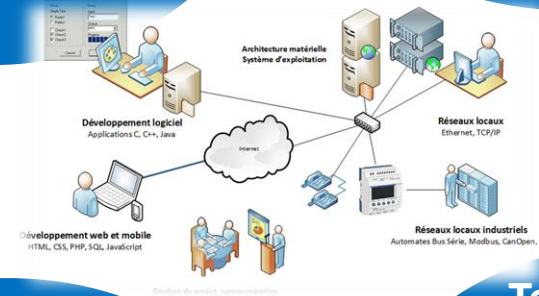 Architecture matérielle
Système d'exploitation
Développement logiciel
Applications C, C++, Java
Réseaux locaux
Ethernet, TCP/IP
Internet
Développement web et mobile
HTML, CSS, PHP, SQL, JavaScript
Réseaux locaux industriels
Automates Bus Série, Modbus, CanOpen,